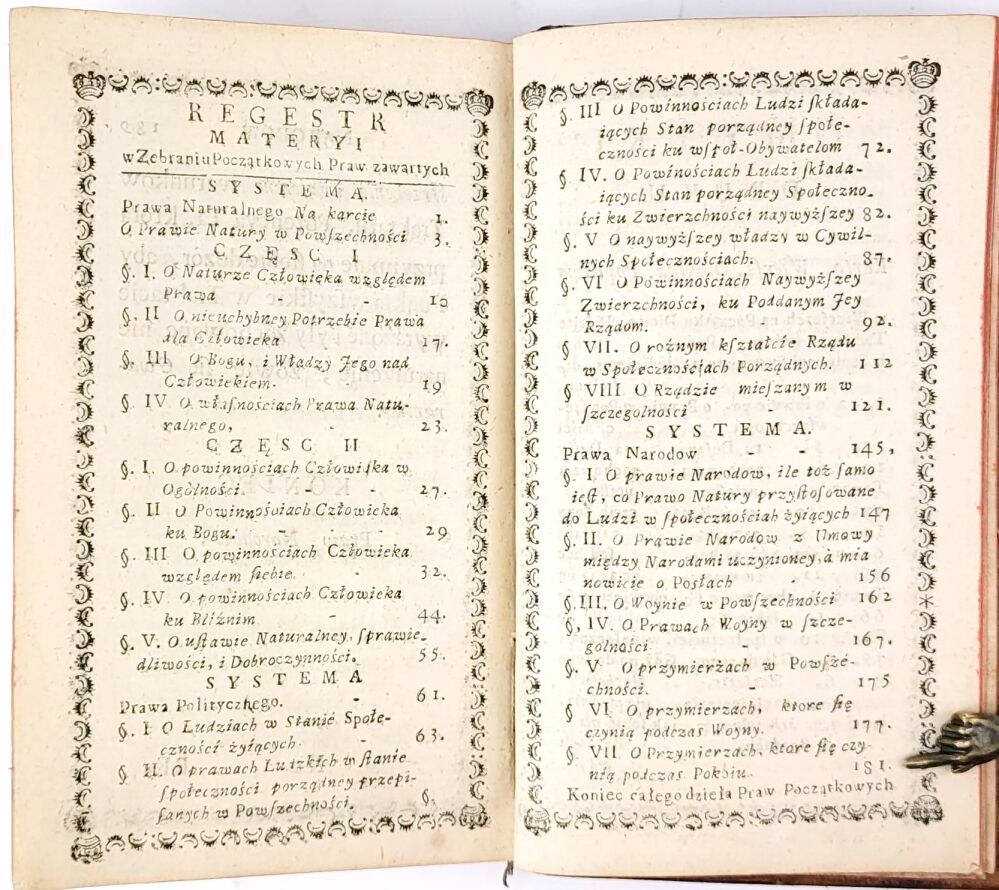 REGESTR
MATERYI
w Zebraniu Początkowych Praw zawartych
SYSTEMA
Prawa Naturalnego Na karcie 1.
O Prawie Natury w Powſzechności 3.
CZĘSC I
§. I. O Naturze Człowieka względem
Prawa - - 10
§. II O nieuchybney Potrzebie Prawa
dla Człowieka - 17.
§. III. O Bogu, i Władzy Jego nad
Człowiekiem. - - 19
§. IV. O właſnościach Prawa Natu-
ralnego, - - 23.
CZĘSC II
§. I. O powinnościach Człowieka w
Ogólności. - - 27.
§. II O Powinnościach Człowieka
ku Bogu. - - 29
§. III O powinnościach Człowieka
względem ſiebie. - 32.
§. IV. O powinnościach Człowieka
ku Bliźnim - - 44.
§. V. O uſtawie Naturalney, ſprawie-
dliwości, i Dobroczynności. 55.
SYSTEMA
Prawa Politycznego. - 61.
§. I O Ludziach w Stanie Społe-
czności żyiących. - 63.
§. II. O prawach Ludzkich w ſtanie
ſpołeczności porządney przepi-
ſanych w Powſzechności.
§. III O Powinnościach Ludzi ſkłada-
iących Stan porządney ſpołe-
czności ku wſpoł-Obywatelom 72.
§ IV. O Powinościach Ludzi ſkłada-
iących Stan porządney Społeczno-
ści ku Zwierzchności naywyżſzey 82.
§. V O naywyżſzey władzy w Cywil-
nych Społecznościach. 87.
§. VI O Powinnościach Naywyżſzey
Zwierzchności, ku Poddanym Jey
Rządom. - - 92.
§ VII. O rożnym kſztałcie Rządu
w Społecznościach Porządnych. 112
§ VIII O Rządzie mieſzanym w
ſzczegolności - 121.
SYSTEMA.
Prawa Narodow - - 145,
§ I. O prawie Narodow, ile toż ſamo
ieſt, co Prawo Natury przyſtoſowane
do Ludzi w ſpołecznościah żyiących 147
§. II. O Prawie Narodow z Umowy
między Narodami uczynioney, a mia
nowicie o Posłach - 156
§. III. O Woynie w Powſzechności 162
§, IV. O Prawach Woyny w ſzcze-
golności - - 167.
§. V O przymierżach w Powſże-
chności. - - 175
§ VI O przymierzach, ktore ſię
czynią podczas Woyny. 177.
§ VII O Przymierzach, ktore ſię czy-
nią podczas Pokoiu. 181.
Koniec całego dzieła Praw Początkowych